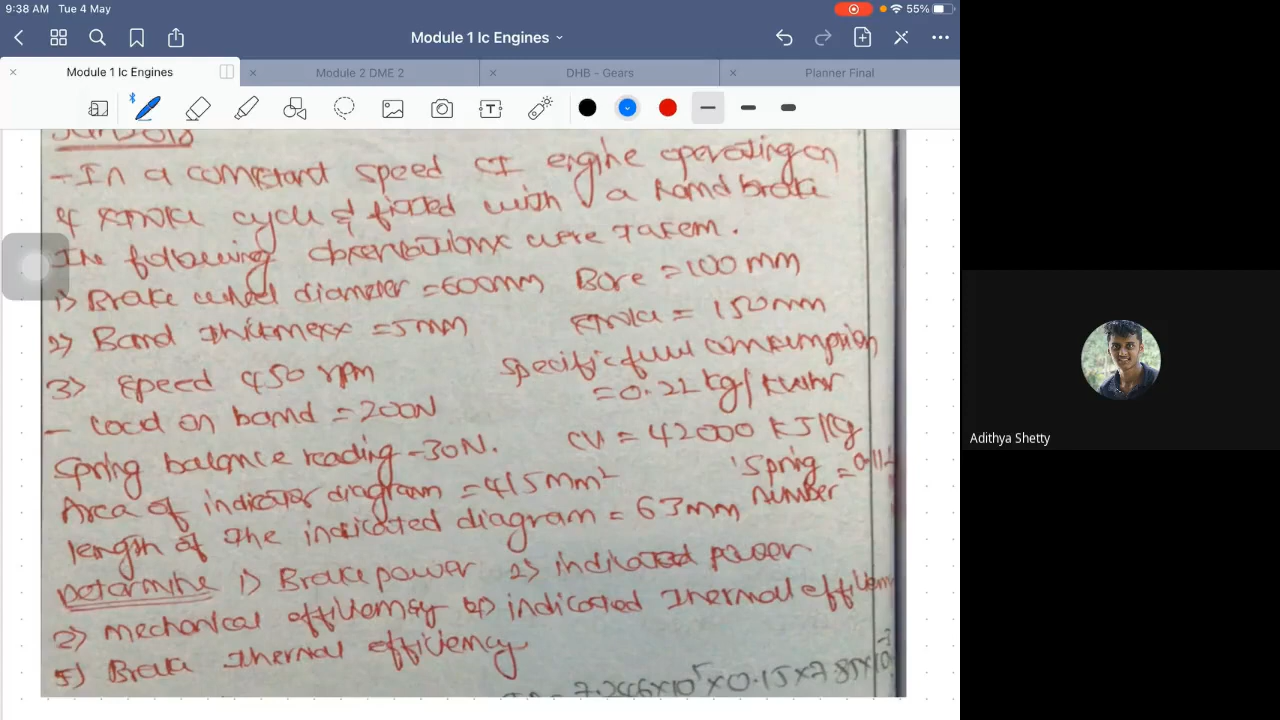 9:38 AM Tue 4 May
55%
Module 1 Ic Engines
Module 1 Ic Engines
Module 2 DME 2
DHB - Gears
Planner Final
- In a constant speed CI engine operating on
4 stroke cycle & fitted with a band brake
The following observations were taken.
1) Brake wheel diameter = 600mm Bore = 100 mm
2) Band thickness = 5mm stroke = 150mm
3) speed 450 rpm specific fuel consumption
= 0.22 kg/kwhr
- Load on band = 200N
CV = 42000 KJ/Kg
Spring balance reading - 30N.
Area of indicator diagram = 415mm²
Spring number =
length of the indicated diagram = 63mm
Determine 1) Brake power 2) indicated power
2) mechanical efficiency 4) indicated thermal
5) Brake thermal efficiency
Adithya Shetty